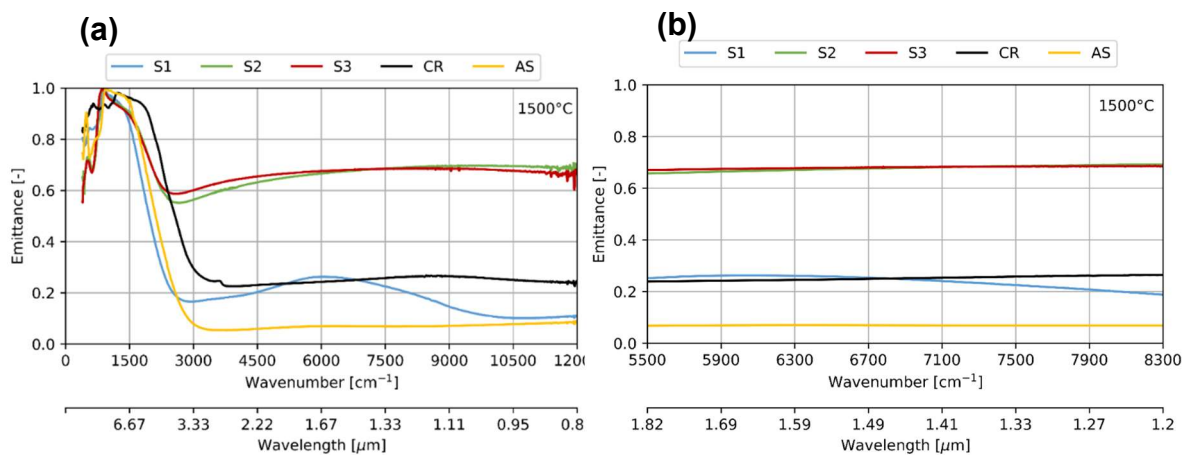 (a)
S1 S2 S3 CR AS
1500°C
1.0
0.8
0.6
0.4
0.2
0.0
Emittance [-]
0 1500 3000 4500 6000 7500 9000 10500 1200
Wavenumber [cm⁻¹]
6.67 3.33 2.22 1.67 1.33 1.11 0.95 0.8
Wavelength [μm]
(b)
S1 S2 S3 CR AS
1500°C
1.0
0.8
0.6
0.4
0.2
0.0
Emittance [-]
5500 5900 6300 6700 7100 7500 7900 8300
Wavenumber [cm⁻¹]
1.82 1.69 1.59 1.49 1.41 1.33 1.27 1.2
Wavelength [μm]